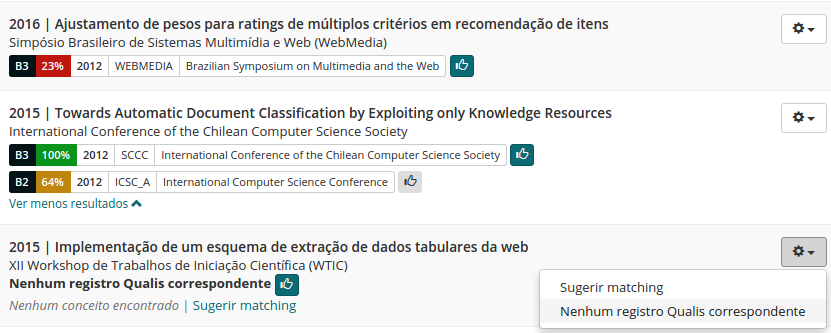 2016 | Ajustamento de pesos para ratings de múltiplos critérios em recomendação de itens
Simpósio Brasileiro de Sistemas Multimídia e Web (WebMedia)
B3 23% 2012 WEBMEDIA Brazilian Symposium on Multimedia and the Web
2015 | Towards Automatic Document Classification by Exploiting only Knowledge Resources
International Conference of the Chilean Computer Science Society
B3 100% 2012 SCCC International Conference of the Chilean Computer Science Society
B2 64% 2012 ICSC_A International Computer Science Conference
Ver menos resultados
2015 | Implementação de um esquema de extração de dados tabulares da web
XII Workshop de Trabalhos de Iniciação Científica (WTIC)
Nenhum registro Qualis correspondente
Nenhum conceito encontrado | Sugerir matching
Sugerir matching
Nenhum registro Qualis correspondente